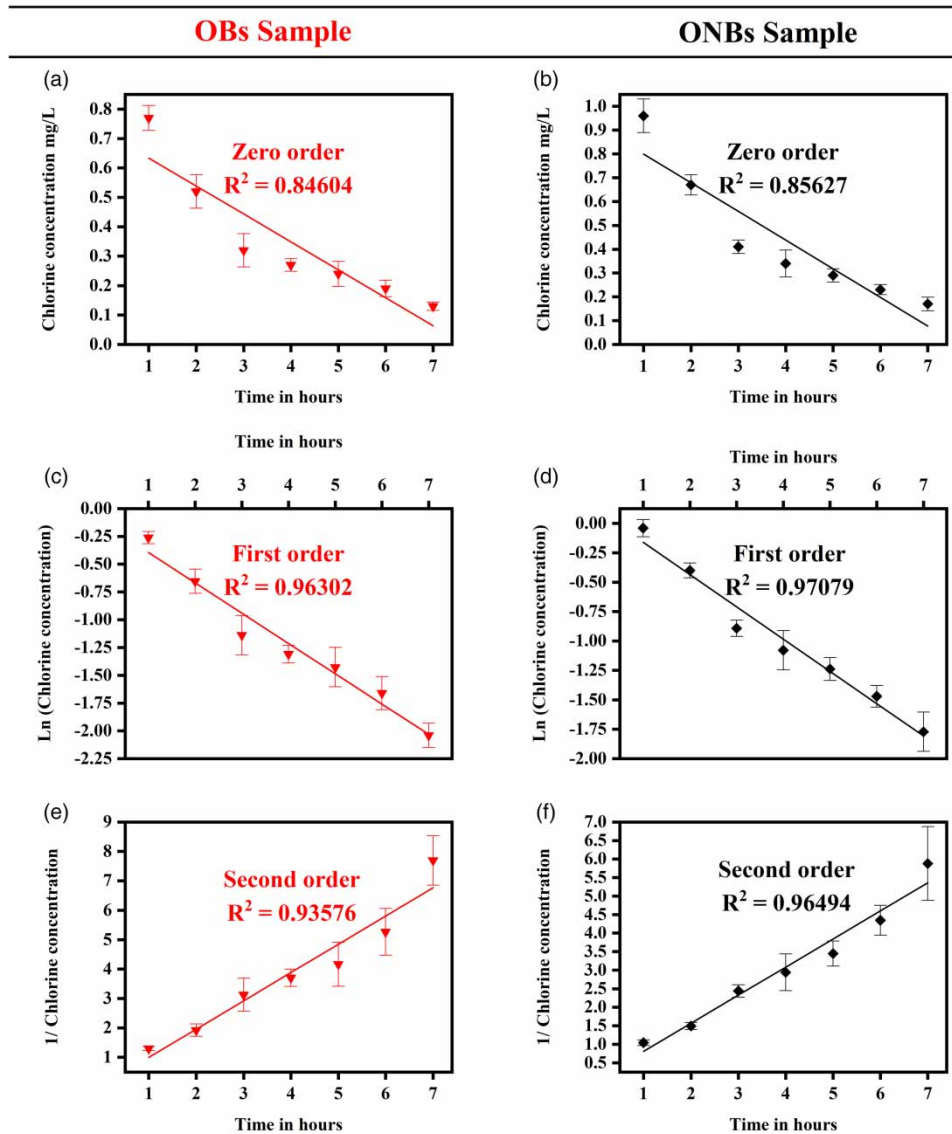 OBs Sample
ONBs Sample
(a)
Chlorine concentration mg/L
0.8
0.7
0.6
0.5
0.4
0.3
0.2
0.1
0.0
Zero order
R² = 0.84604
1 2 3 4 5 6 7
Time in hours
(b)
Chlorine concentration mg/L
1.0
0.9
0.8
0.7
0.6
0.5
0.4
0.3
0.2
0.1
0.0
Zero order
R² = 0.85627
1 2 3 4 5 6 7
Time in hours
Time in hours
(c)
1 2 3 4 5 6 7
Ln (Chlorine concentration)
0.00
-0.25
-0.50
-0.75
-1.00
-1.25
-1.50
-1.75
-2.00
-2.25
First order
R² = 0.96302
Time in hours
(d)
1 2 3 4 5 6 7
Ln (Chlorine concentration)
0.00
-0.25
-0.50
-0.75
-1.00
-1.25
-1.50
-1.75
-2.00
First order
R² = 0.97079
(e)
1/ Chlorine concentration
9
8
7
6
5
4
3
2
1
Second order
R² = 0.93576
1 2 3 4 5 6 7
Time in hours
(f)
1/ Chlorine concentration
7.0
6.5
6.0
5.5
5.0
4.5
4.0
3.5
3.0
2.5
2.0
1.5
1.0
0.5
Second order
R² = 0.96494
1 2 3 4 5 6 7
Time in hours